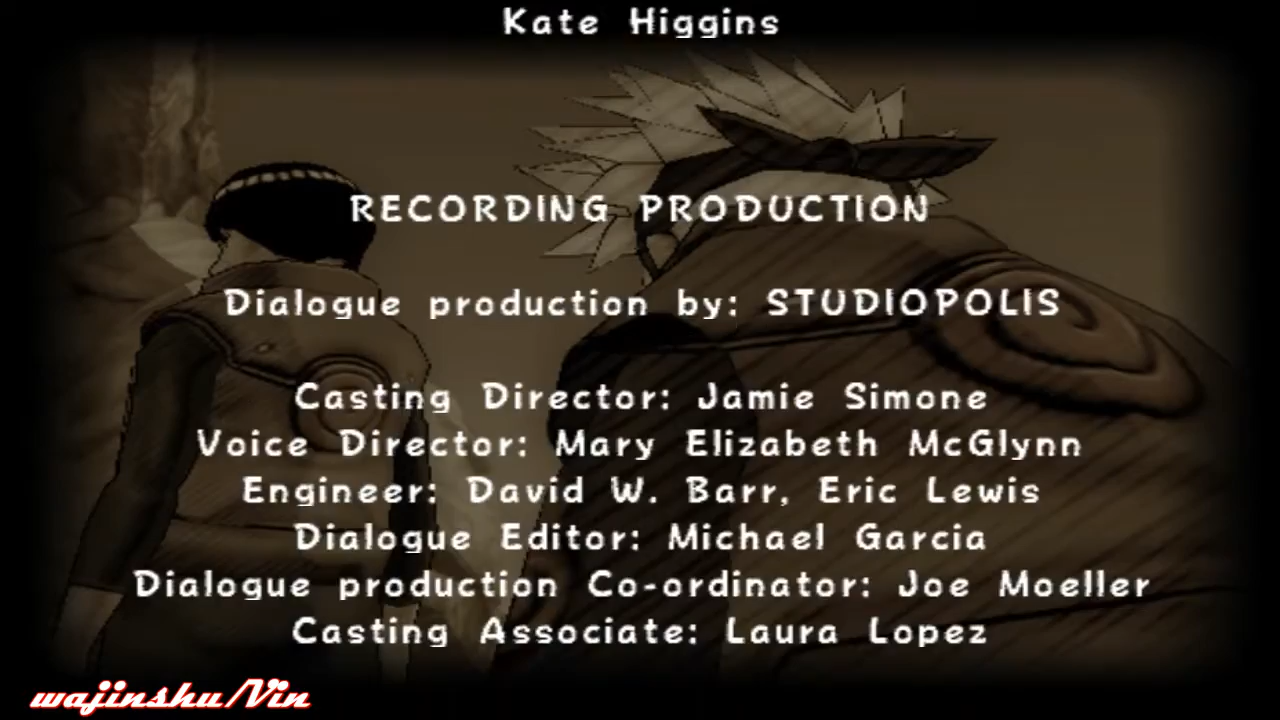 Kate Higgins
RECORDING PRODUCTION
Dialogue production by: STUDIOPOLIS
Casting Director: Jamie Simone
Voice Director: Mary Elizabeth McGlynn
Engineer: David W. Barr, Eric Lewis
Dialogue Editor: Michael Garcia
Dialogue production Co-ordinator: Joe Moeller
Casting Associate: Laura Lopez
wajinshu/Vin